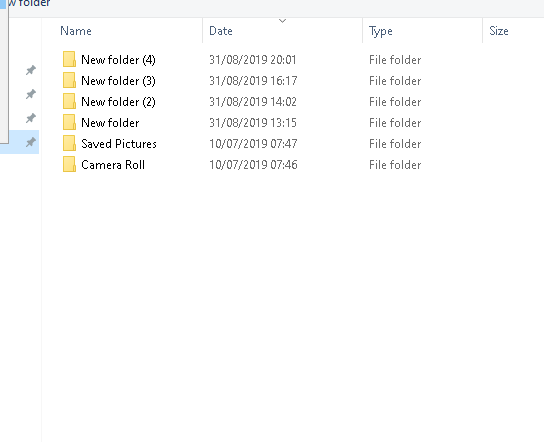 w folder
Name Date Type Size
New folder (4) 31/08/2019 20:01 File folder
New folder (3) 31/08/2019 16:17 File folder
New folder (2) 31/08/2019 14:02 File folder
New folder 31/08/2019 13:15 File folder
Saved Pictures 10/07/2019 07:47 File folder
Camera Roll 10/07/2019 07:46 File folder